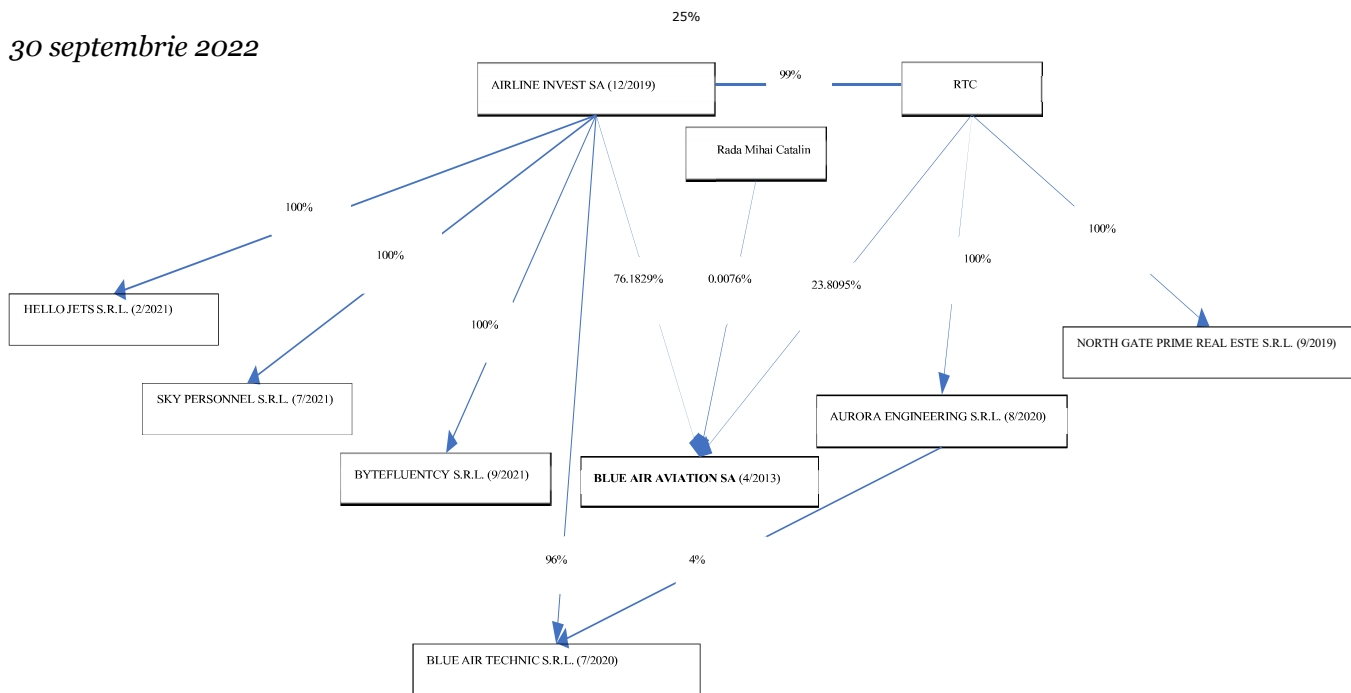 25%
30 septembrie 2022
AIRLINE INVEST SA (12/2019)
99%
RTC
Rada Mihai Catalin
100%
100%
100%
76.1829%
0.0076%
23.8095%
100%
100%
HELLO JETS S.R.L. (2/2021)
NORTH GATE PRIME REAL ESTE S.R.L. (9/2019)
SKY PERSONNEL S.R.L. (7/2021)
AURORA ENGINEERING S.R.L. (8/2020)
BYTEFLUENTCY S.R.L. (9/2021)
BLUE AIR AVIATION SA (4/2013)
96%
4%
BLUE AIR TECHNIC S.R.L. (7/2020)